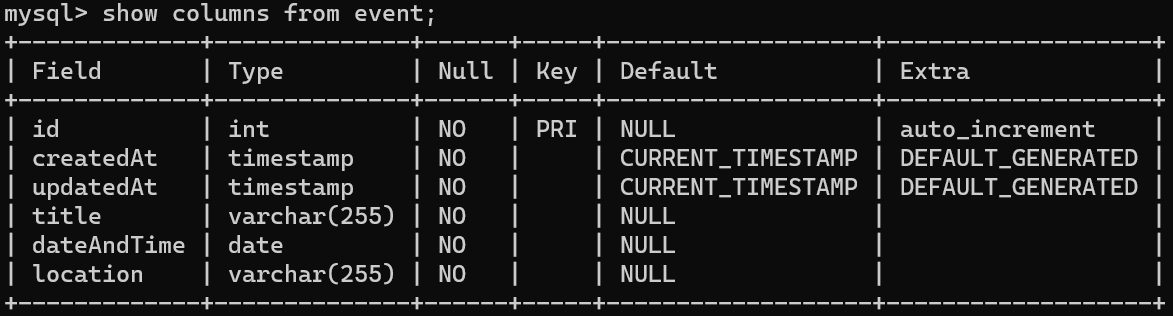 mysql> show columns from event;
+-------------+--------------+------+-----+-------------------+-------------------+
| Field       | Type         | Null | Key | Default           | Extra             |
+-------------+--------------+------+-----+-------------------+-------------------+
| id          | int          | NO   | PRI | NULL              | auto_increment    |
| createdAt   | timestamp    | NO   |     | CURRENT_TIMESTAMP | DEFAULT_GENERATED |
| updatedAt   | timestamp    | NO   |     | CURRENT_TIMESTAMP | DEFAULT_GENERATED |
| title       | varchar(255) | NO   |     | NULL              |                   |
| dateAndTime | date         | NO   |     | NULL              |                   |
| location    | varchar(255) | NO   |     | NULL              |                   |
+-------------+--------------+------+-----+-------------------+-------------------+